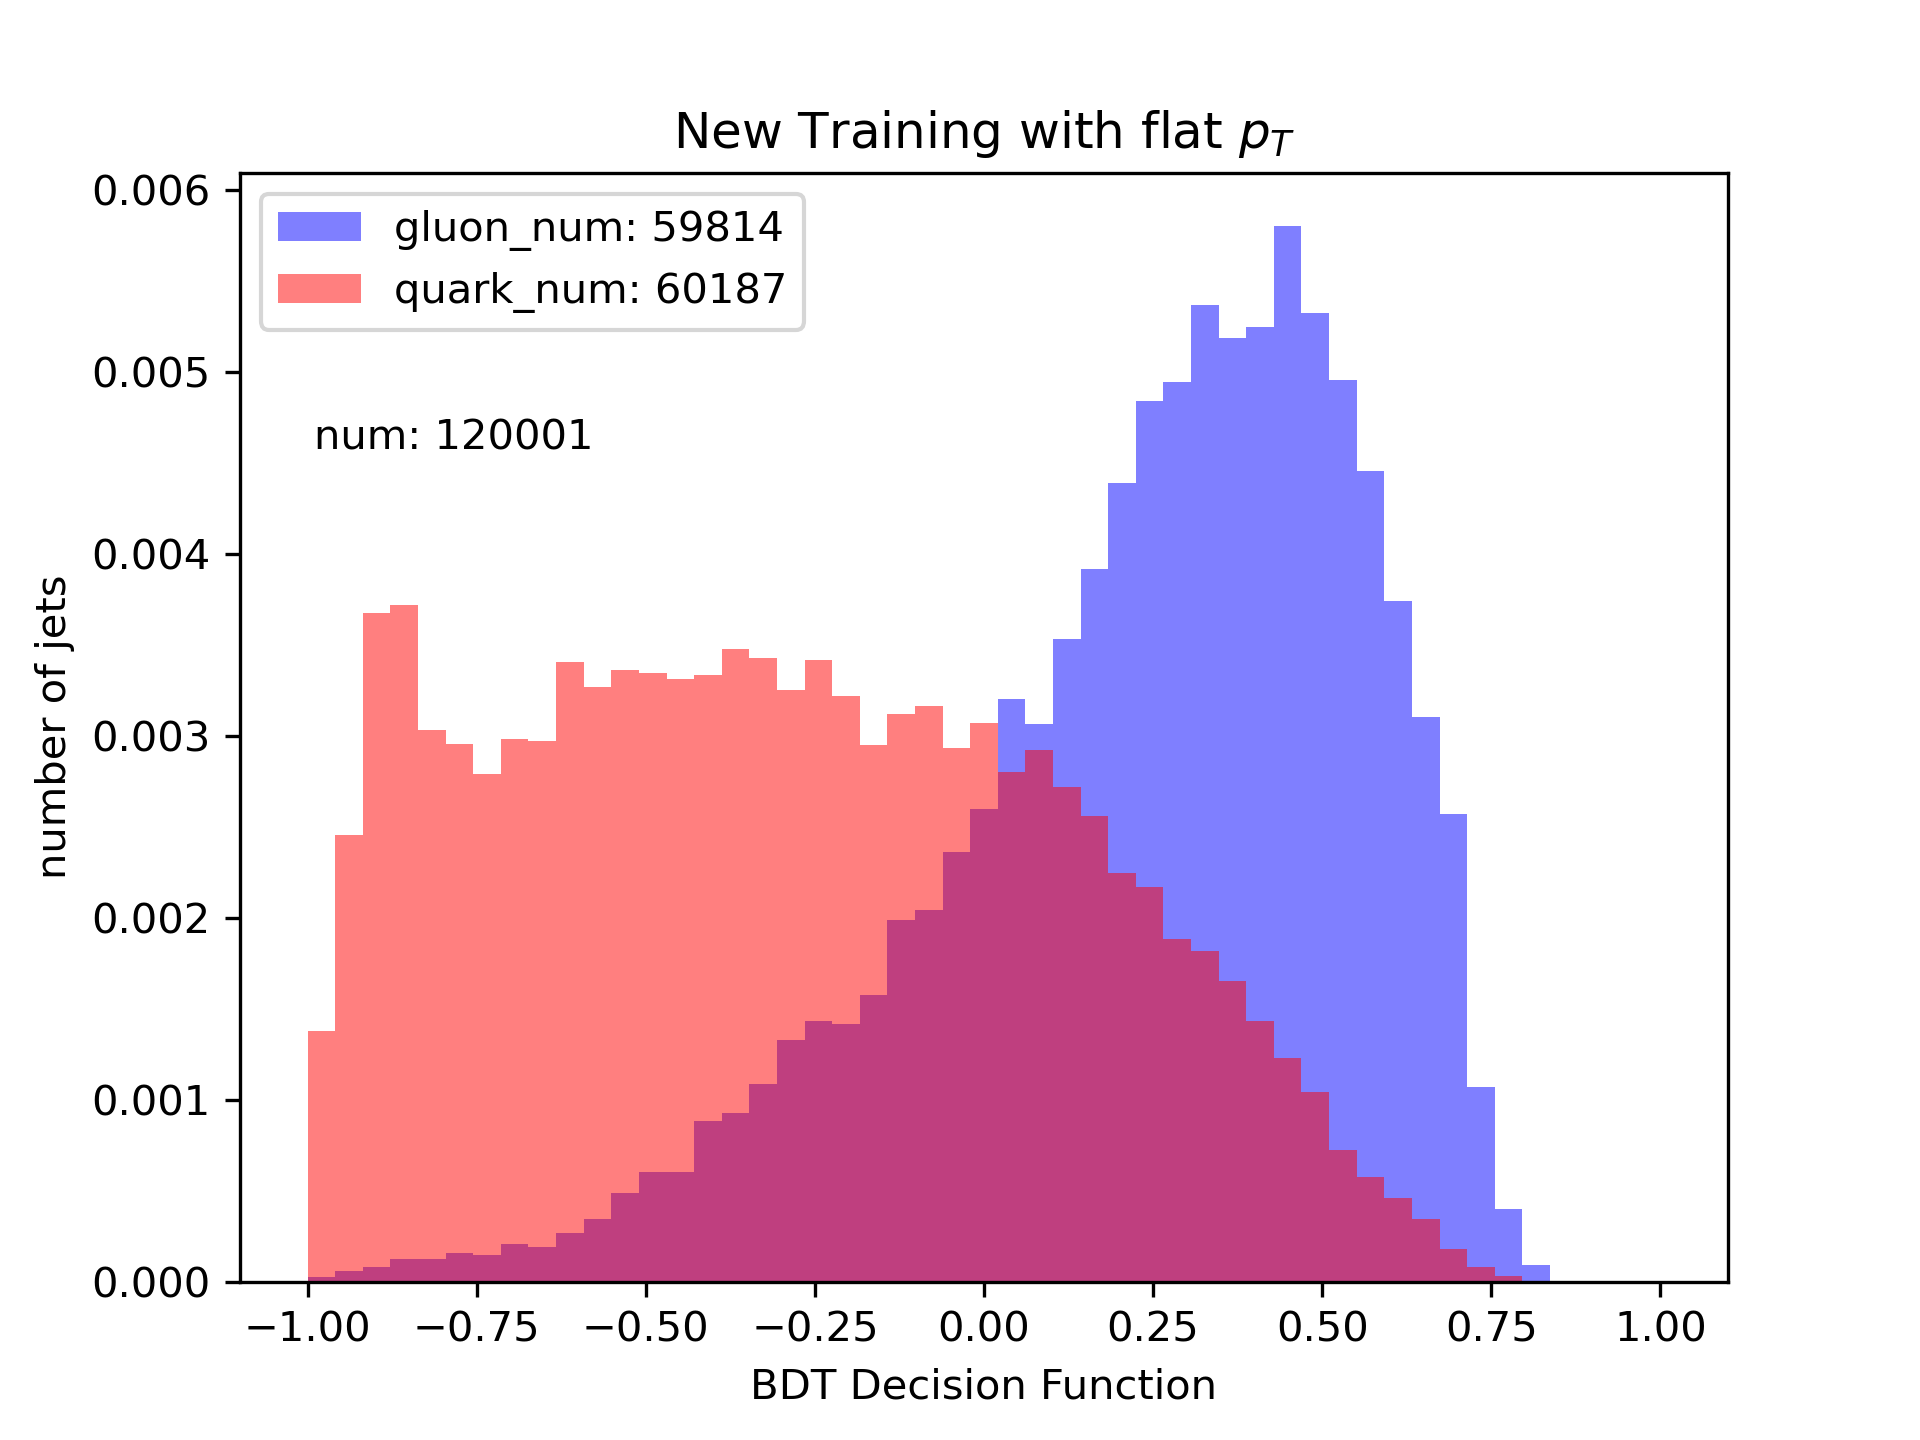 New Training with flat p_T
gluon_num: 59814
quark_num: 60187
num: 120001
number of jets
0.006
0.005
0.004
0.003
0.002
0.001
0.000
−1.00 −0.75 −0.50 −0.25 0.00 0.25 0.50 0.75 1.00
BDT Decision Function